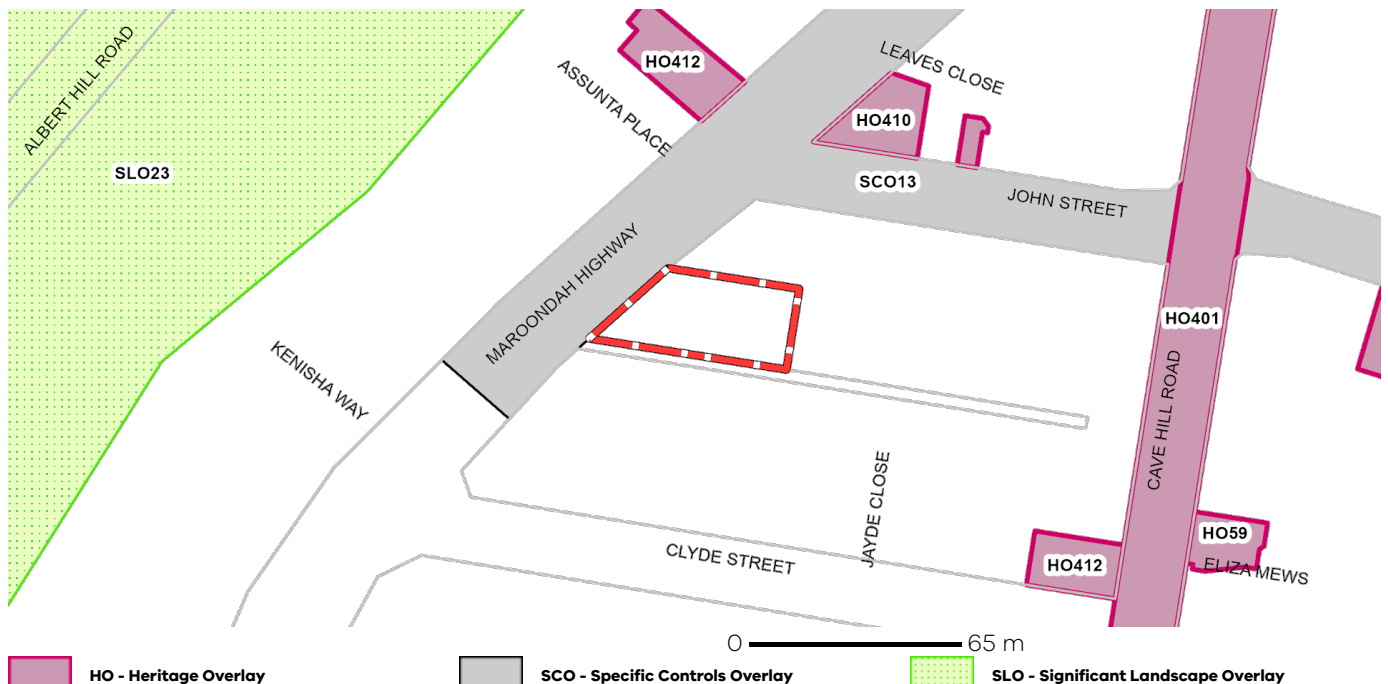 ALBERT HILL ROAD
SLO23
HO412
ASSUNTA PLACE
LEAVES CLOSE
HO410
SCO13
JOHN STREET
MAROONDAH HIGHWAY
KENISHA WAY
HO401
CAVE HILL ROAD
JAYDE CLOSE
CLYDE STREET
HO412
HO59
ELIZA MEWS
0 65 m
HO - Heritage Overlay
SCO - Specific Controls Overlay
SLO - Significant Landscape Overlay